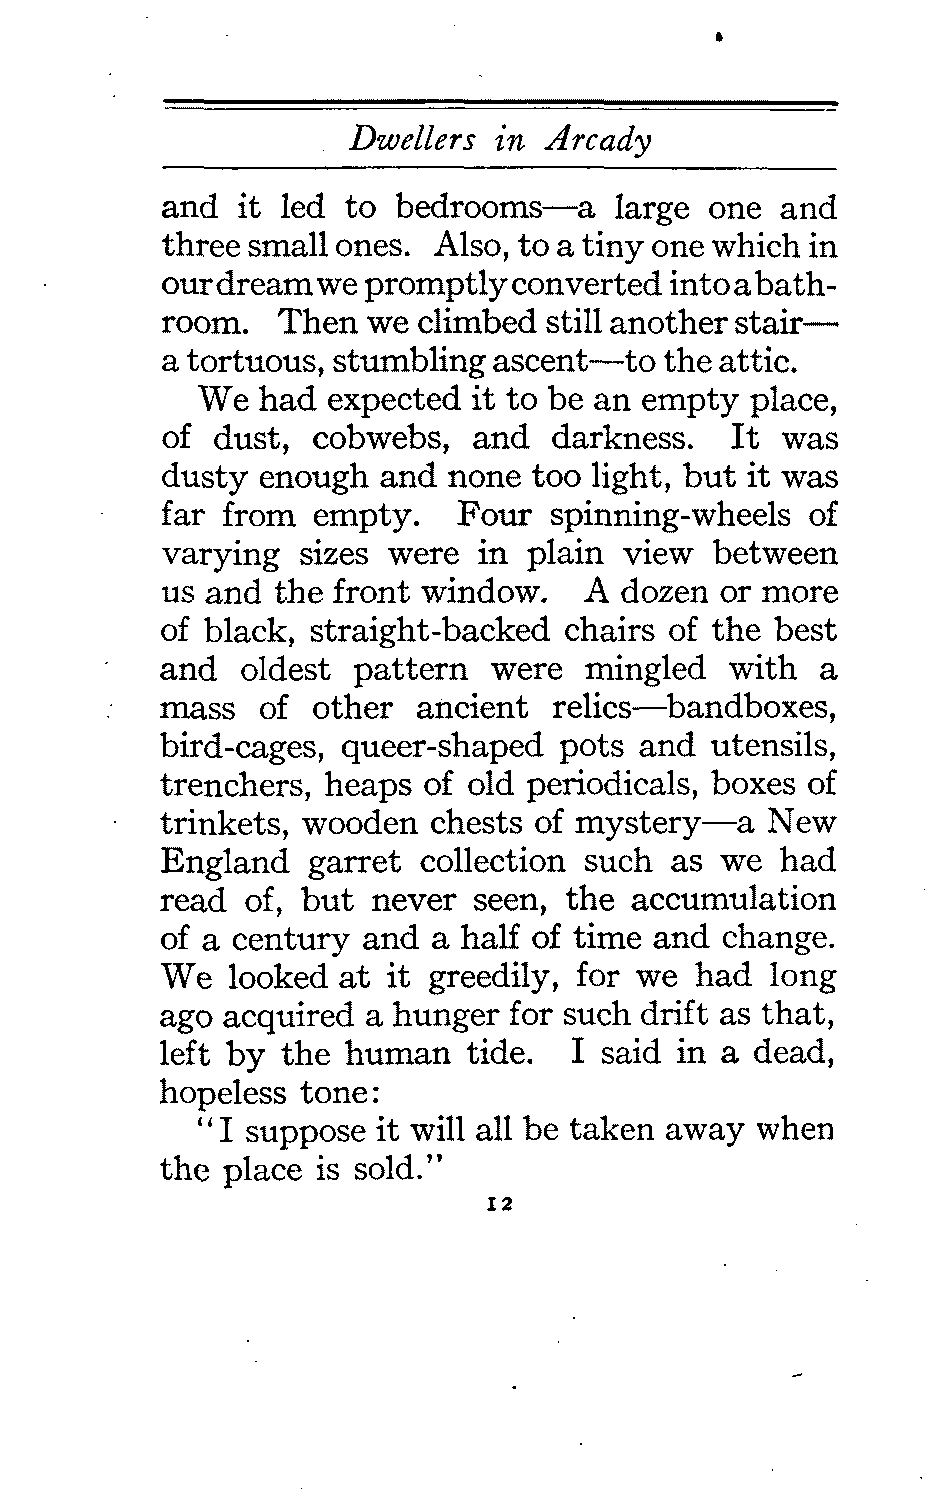 Dwellers in Arcady
and it led to bedrooms—a large one and
three small ones. Also, to a tiny one which in
our dream we promptly converted into a bath-
room. Then we climbed still another stair—
a tortuous, stumbling ascent—to the attic.
We had expected it to be an empty place,
of dust, cobwebs, and darkness. It was
dusty enough and none too light, but it was
far from empty. Four spinning-wheels of
varying sizes were in plain view between
us and the front window. A dozen or more
of black, straight-backed chairs of the best
and oldest pattern were mingled with a
mass of other ancient relics—bandboxes,
bird-cages, queer-shaped pots and utensils,
trenchers, heaps of old periodicals, boxes of
trinkets, wooden chests of mystery—a New
England garret collection such as we had
read of, but never seen, the accumulation
of a century and a half of time and change.
We looked at it greedily, for we had long
ago acquired a hunger for such drift as that,
left by the human tide. I said in a dead,
hopeless tone:
"I suppose it will all be taken away when
the place is sold."
12